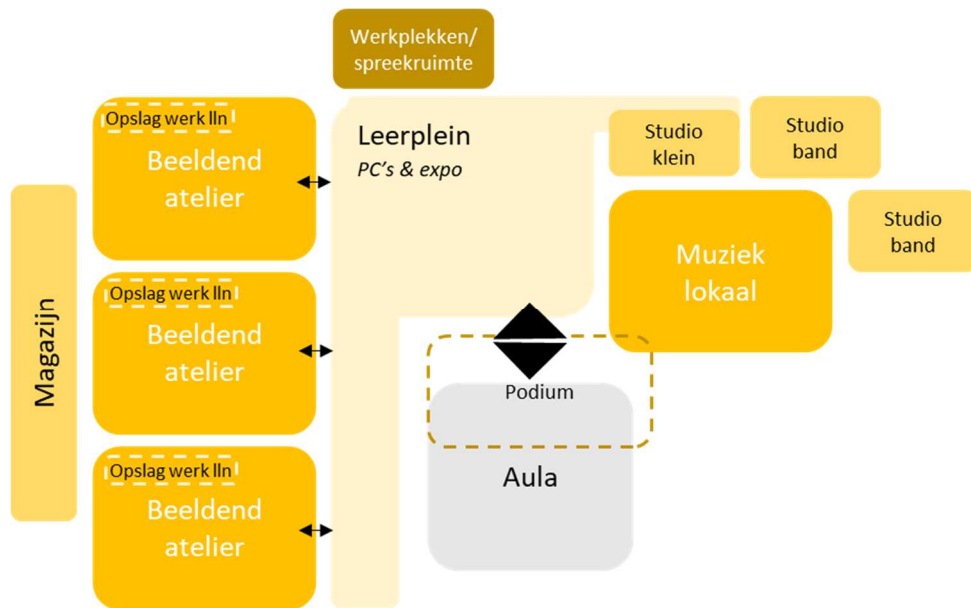 Werkplekken/
spreekruimte
Opslag werk lln
Beeldend
atelier
Leerplein
PC's & expo
Studio
klein
Studio
band
Studio
band
Muziek
lokaal
Magazijn
Opslag werk lln
Beeldend
atelier
Podium
Aula
Opslag werk lln
Beeldend
atelier